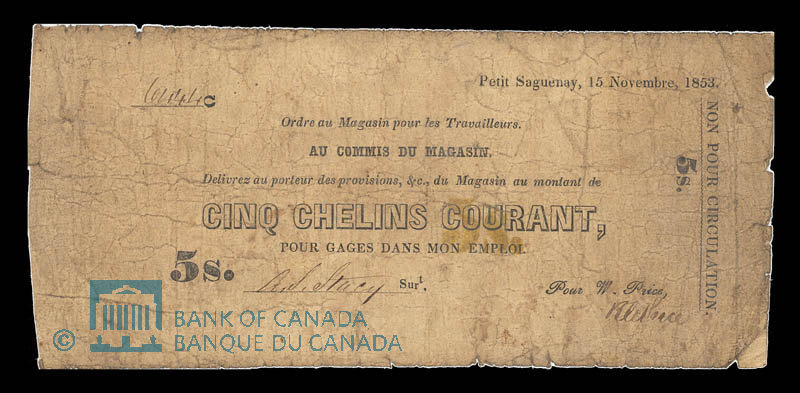 Petit Saguenay, 15 Novembre, 1853.
C
Ordre au Magasin pour les Travailleurs.
AU COMMIS DU MAGASIN.
Delivrez au porteur des provisions, &c., du Magasin au montant de
CINQ CHELINS COURANT,
POUR GAGES DANS MON EMPLOI.
5s.
Stacy Surt.
Pour W. Price,
NON POUR CIRCULATION.
5s.
© BANK OF CANADA
BANQUE DU CANADA